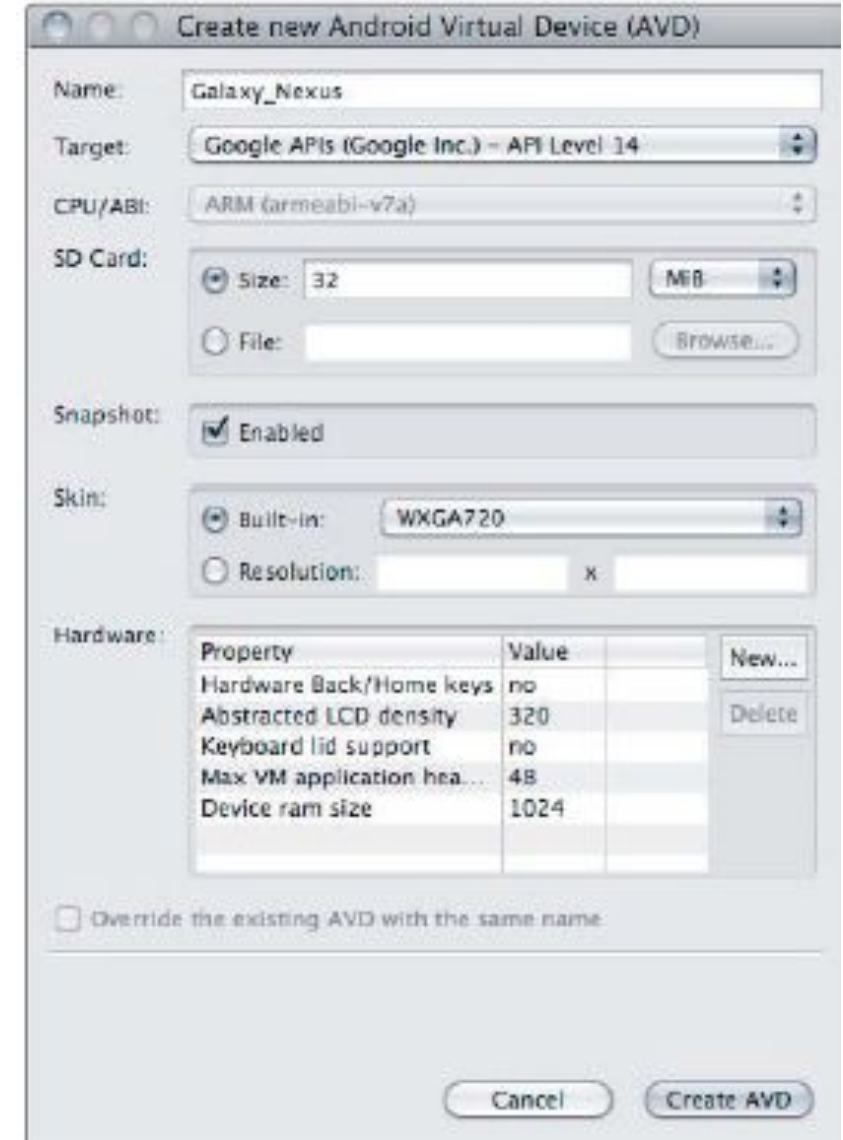 Create new Android Virtual Device (AVD)
Name: Galaxy_Nexus
Target: Google APIs (Google Inc.) – API Level 14
CPU/ABI: ARM (armeabi-v7a)
SD Card:
Size: 32 MiB
File: Browse...
Snapshot:
Enabled
Skin:
Built-in: WXGA720
Resolution: x
Hardware:
Property Value New...
Hardware Back/Home keys no
Abstracted LCD density 320 Delete
Keyboard lid support no
Max VM application hea... 48
Device ram size 1024
Override the existing AVD with the same name
Cancel Create AVD